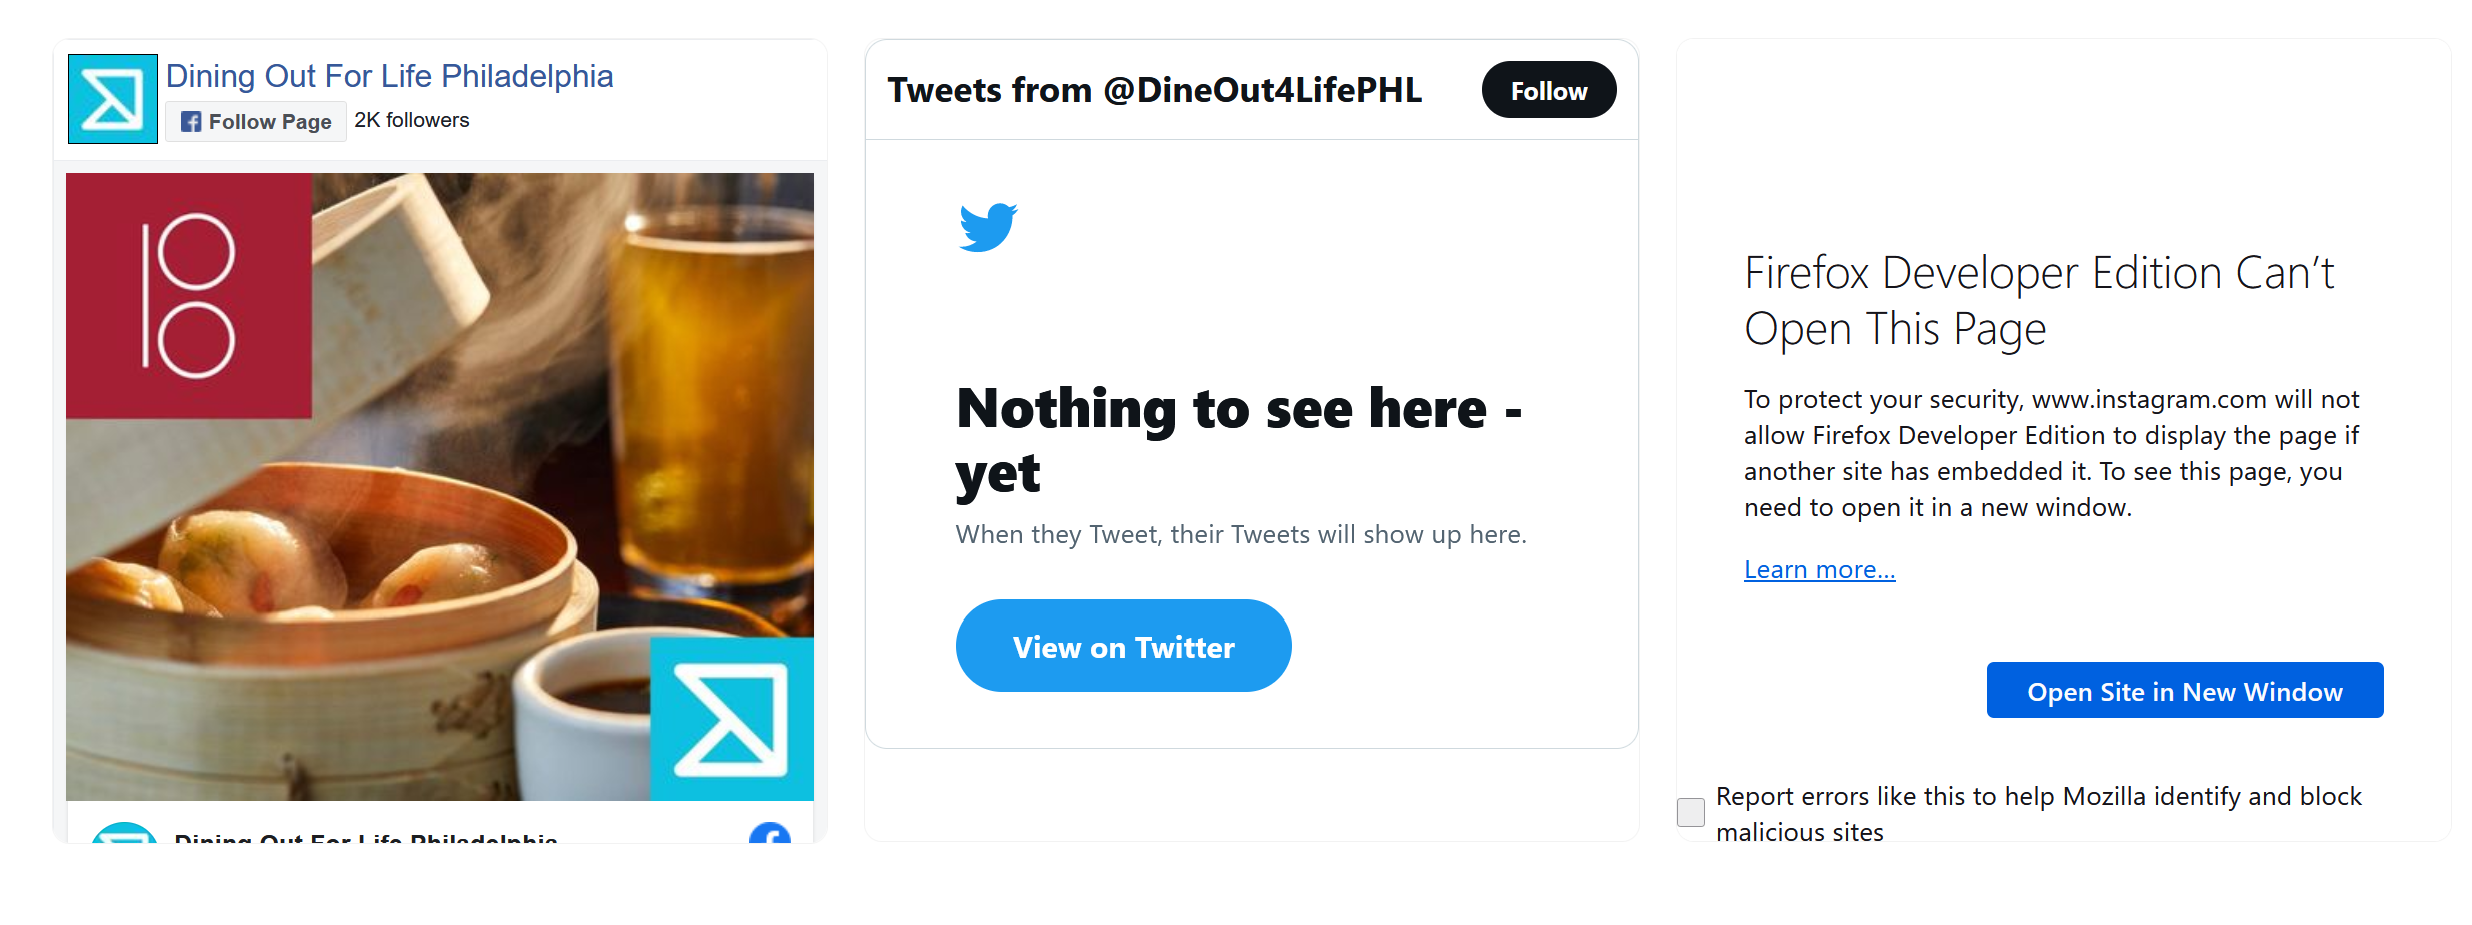 Dining Out For Life Philadelphia
Follow Page
2K followers
Dining Out For Life Philadelphia
Tweets from @DineOut4LifePHL
Follow
Nothing to see here -
yet
When they Tweet, their Tweets will show up here.
View on Twitter
Firefox Developer Edition Can’t
Open This Page
To protect your security, www.instagram.com will not
allow Firefox Developer Edition to display the page if
another site has embedded it. To see this page, you
need to open it in a new window.
Learn more…
Open Site in New Window
Report errors like this to help Mozilla identify and block
malicious sites